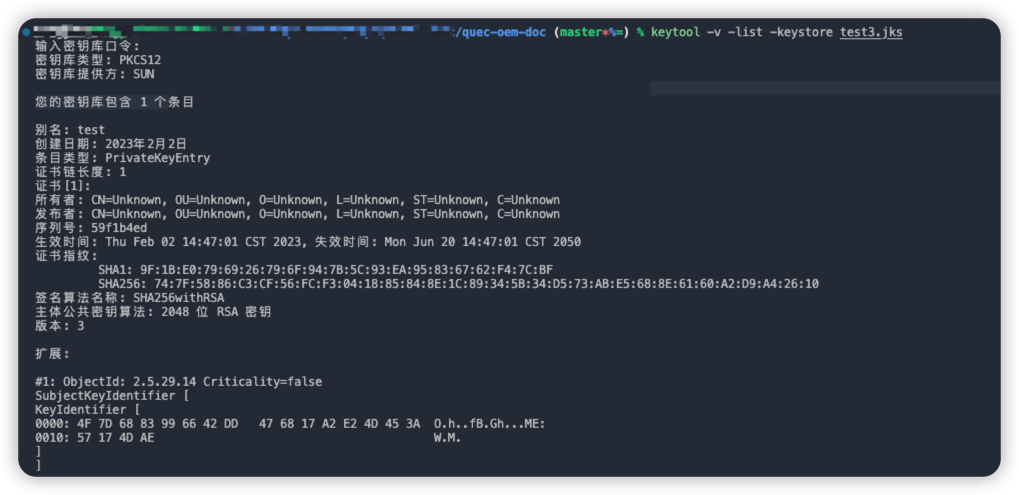 :/quec-oem-doc (master*%=) % keytool -v -list -keystore test3.jks
输入密钥库口令:
密钥库类型: PKCS12
密钥库提供方: SUN
您的密钥库包含 1 个条目
别名: test
创建日期: 2023年2月2日
条目类型: PrivateKeyEntry
证书链长度: 1
证书[1]:
所有者: CN=Unknown, OU=Unknown, O=Unknown, L=Unknown, ST=Unknown, C=Unknown
发布者: CN=Unknown, OU=Unknown, O=Unknown, L=Unknown, ST=Unknown, C=Unknown
序列号: 59f1b4ed
生效时间: Thu Feb 02 14:47:01 CST 2023, 失效时间: Mon Jun 20 14:47:01 CST 2050
证书指纹:
SHA1: 9F:1B:E0:79:69:26:79:6F:94:7B:5C:93:EA:95:83:67:62:F4:7C:BF
SHA256: 74:7F:58:86:C3:CF:56:FC:F3:04:18:85:84:8E:1C:89:34:5B:34:D5:73:AB:E5:68:8E:61:60:A2:D9:A4:26:10
签名算法名称: SHA256withRSA
主体公共密钥算法: 2048 位 RSA 密钥
版本: 3
扩展:
#1: ObjectId: 2.5.29.14 Criticality=false
SubjectKeyIdentifier [
KeyIdentifier [
0000: 4F 7D 68 83 99 66 42 DD   47 68 17 A2 E2 4D 45 3A  O.h..fB.Gh...ME:
0010: 57 17 4D AE                                        W.M.
]
]